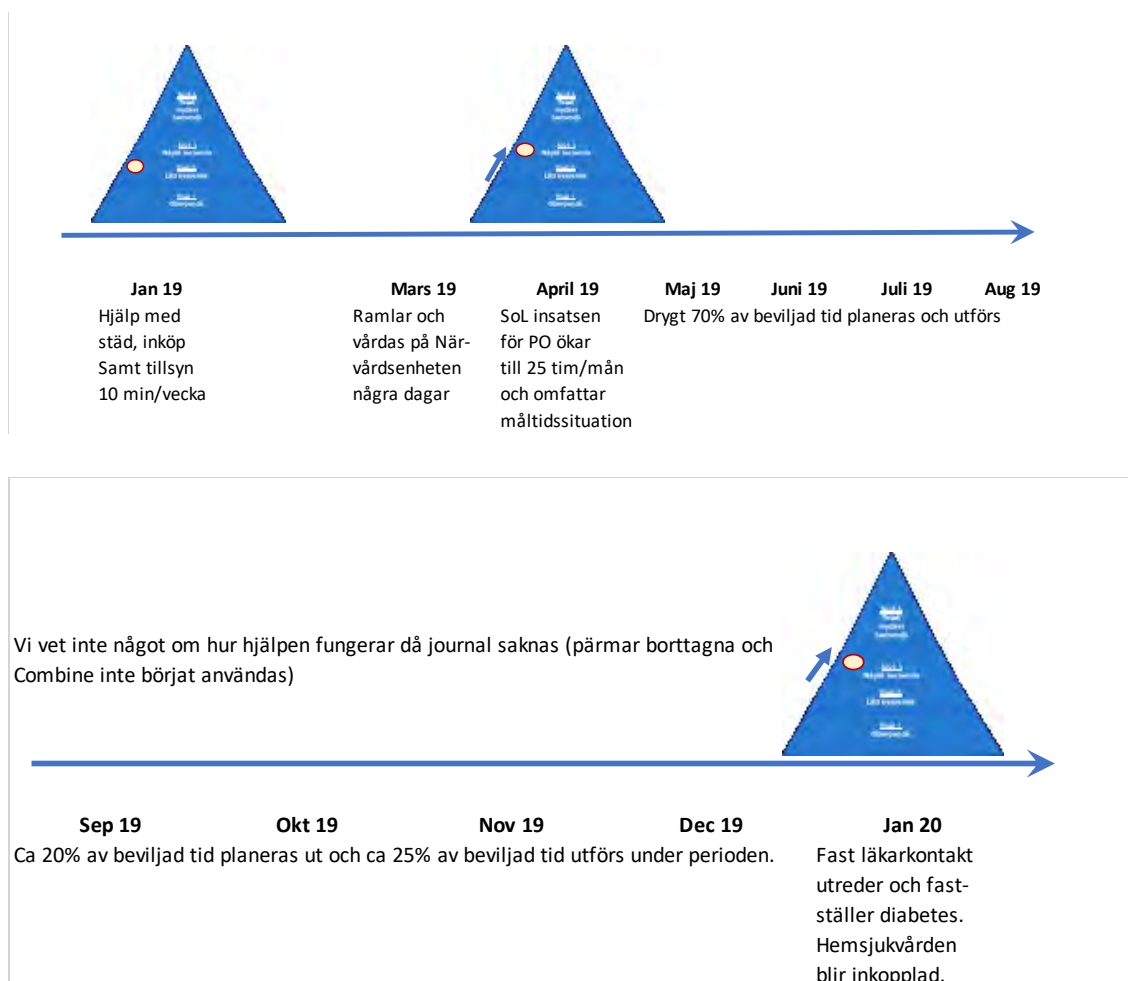 Jan 19
Hjälp med
städ, inköp
Samt tillsyn
10 min/vecka
Mars 19
Ramlar och
vårdas på När-
vårdsenheten
några dagar
April 19
SoL insatsen
för PO ökar
till 25 tim/mån
och omfattar
måltidssituation
Maj 19 Juni 19 Juli 19 Aug 19
Drygt 70% av beviljad tid planeras och utförs
Vi vet inte något om hur hjälpen fungerar då journal saknas (pärmar borttagna och
Combine inte börjat användas)
Sep 19 Okt 19 Nov 19 Dec 19
Ca 20% av beviljad tid planeras ut och ca 25% av beviljad tid utförs under perioden.
Jan 20
Fast läkarkontakt
utreder och fast-
ställer diabetes.
Hemsjukvården
blir inkopplad.